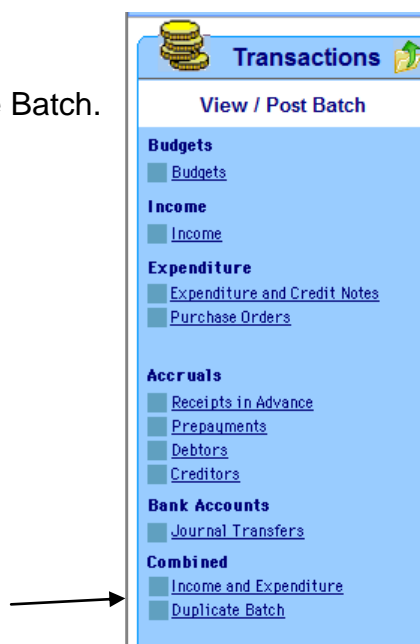 Transactions
Batch.
View / Post Batch
Budgets
Budgets
Income
Income
Expenditure
Expenditure and Credit Notes
Purchase Orders
Accruals
Receipts in Advance
Prepayments
Debtors
Creditors
Bank Accounts
Journal Transfers
Combined
Income and Expenditure
Duplicate Batch